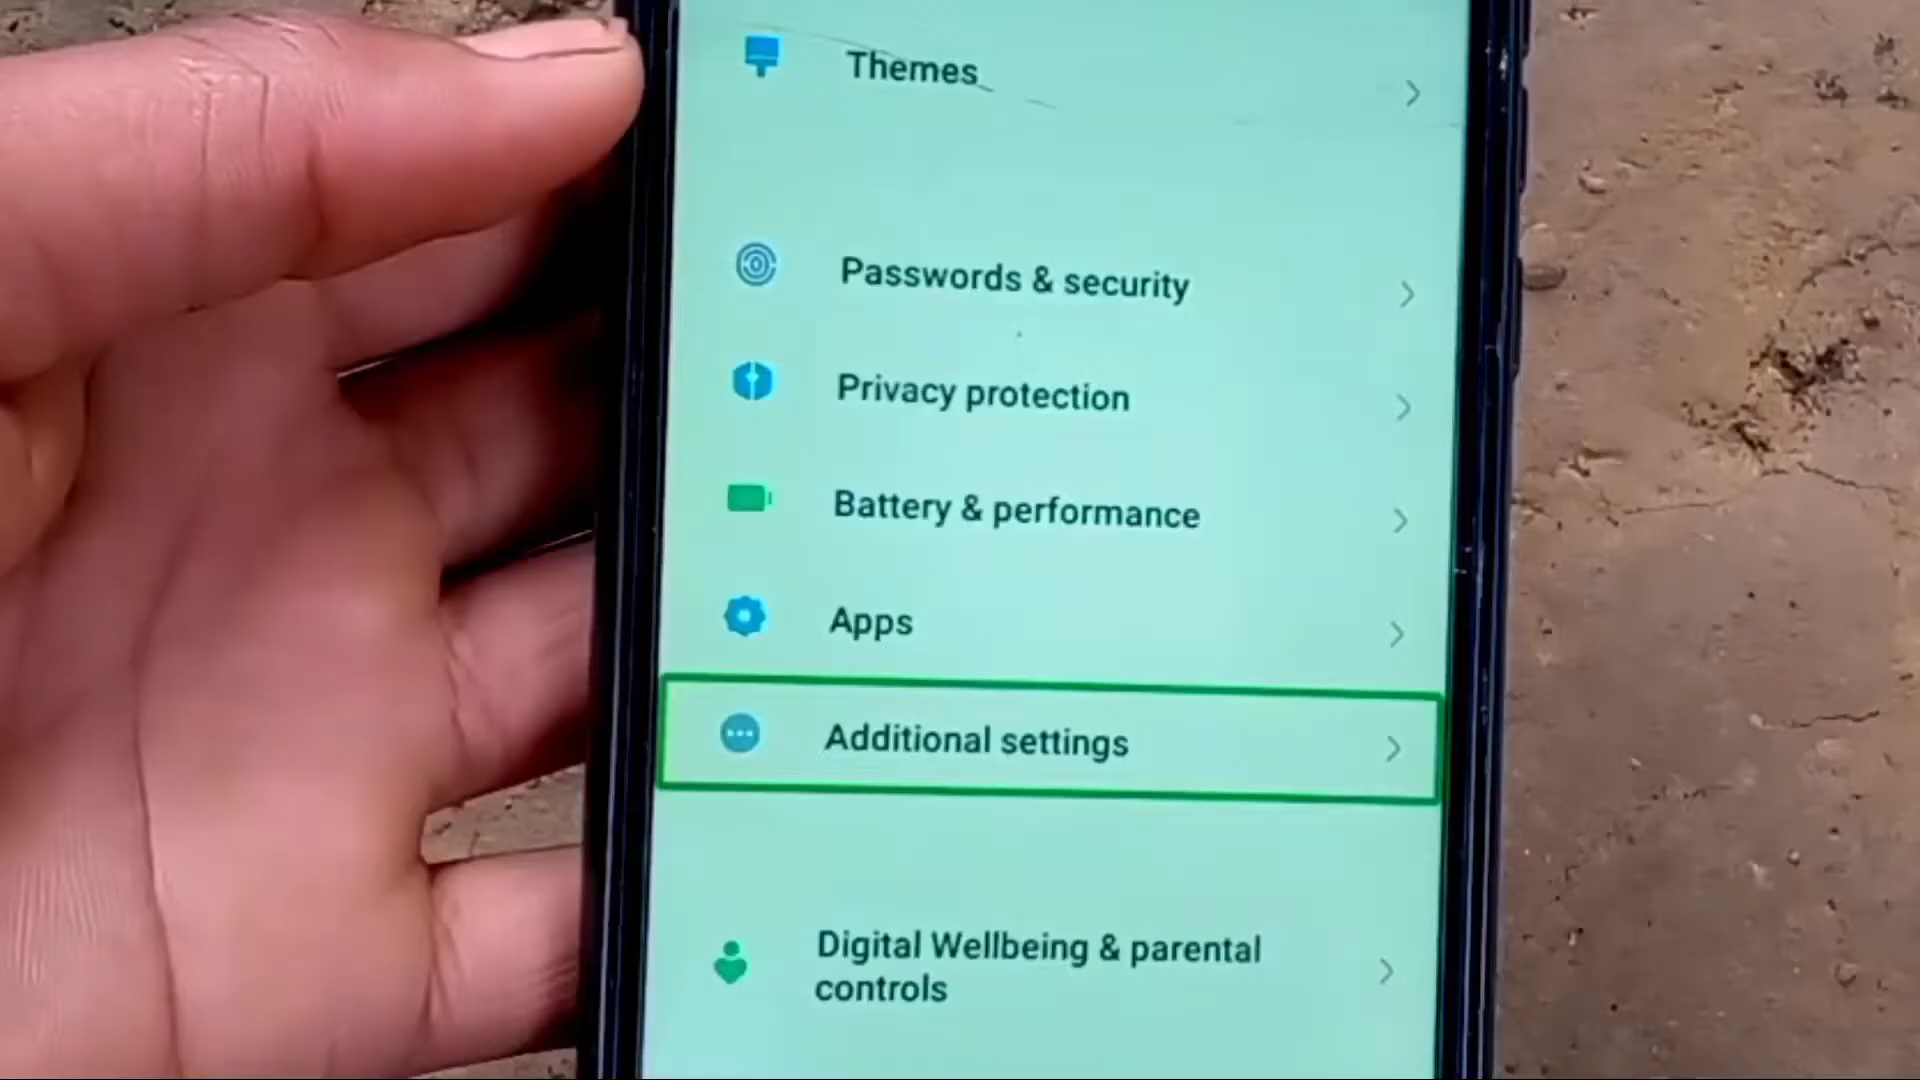 Themes
Passwords & security
Privacy protection
Battery & performance
Apps
Additional settings
Digital Wellbeing & parental
controls